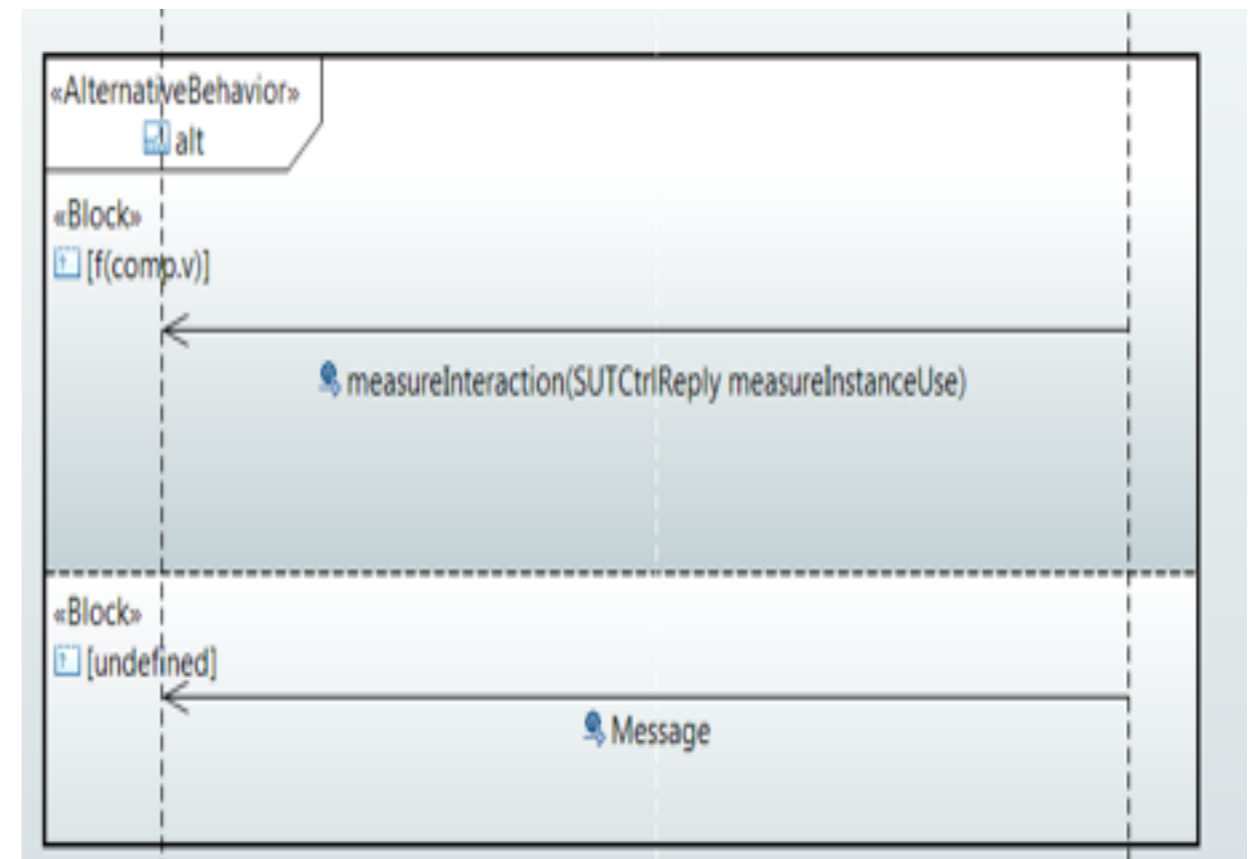 «AlternativeBehavior»
alt
«Block»
[f(comp.v)]
measureInteraction(SUTCtrlReply measureInstanceUse)
«Block»
[undefined]
Message